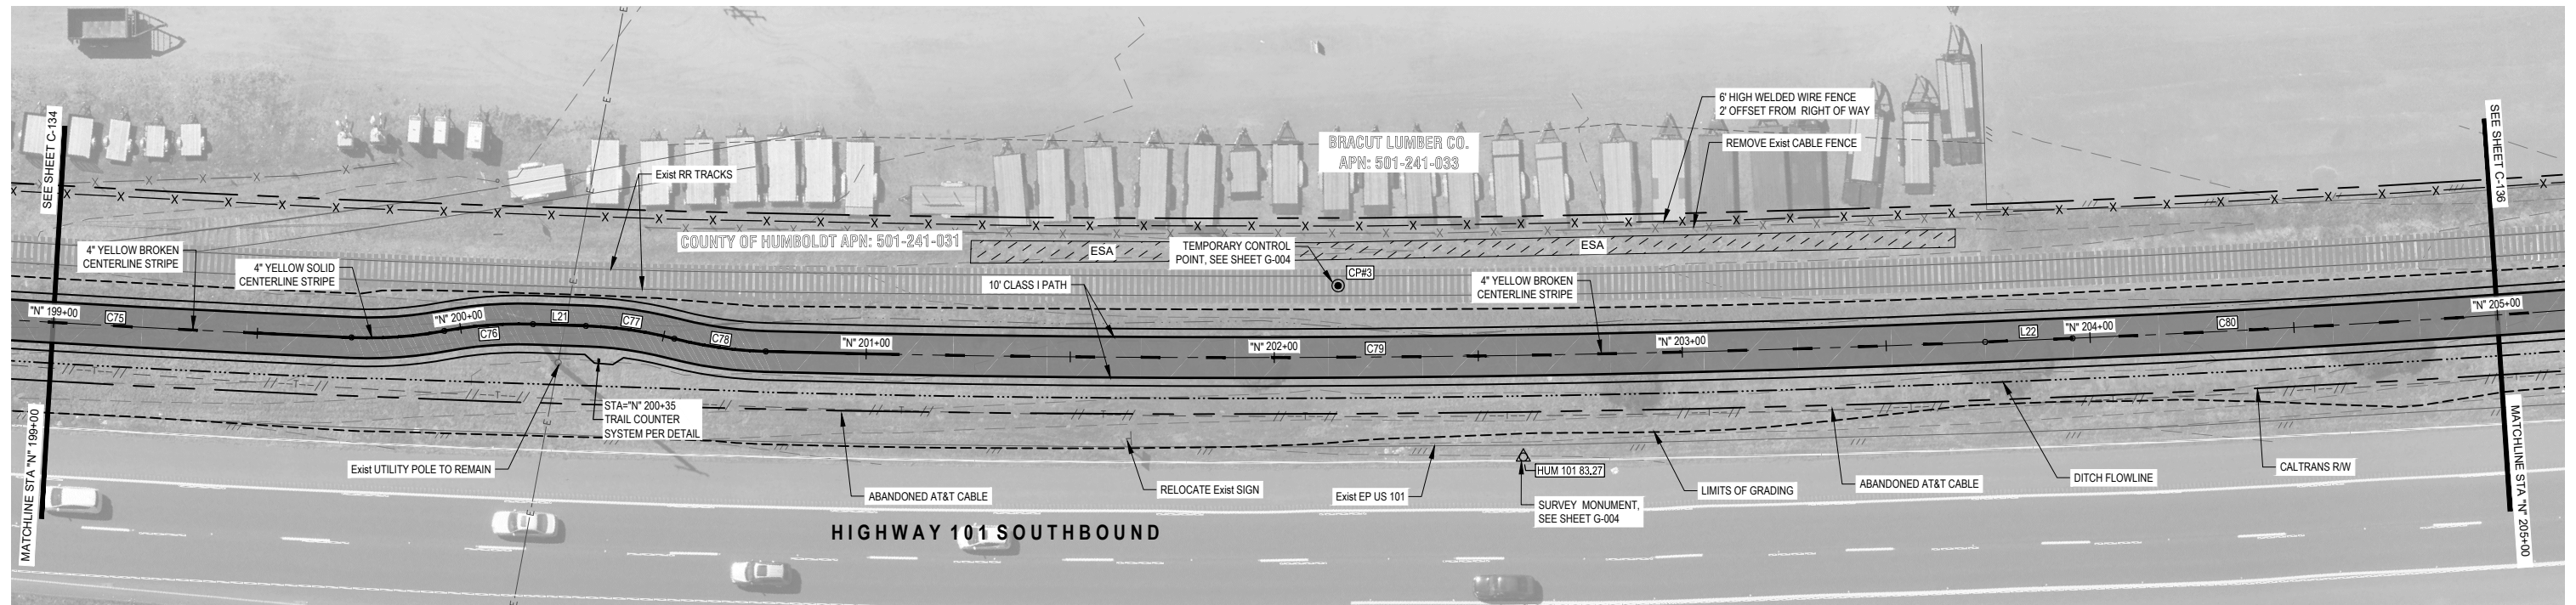 SEE SHEET C-134
MATCHLINE STA "N" 199+00
4" YELLOW BROKEN
CENTERLINE STRIPE
4" YELLOW SOLID
CENTERLINE STRIPE
Exist RR TRACKS
COUNTY OF HUMBOLDT APN: 501-241-031
BRACUT LUMBER CO.
APN: 501-241-033
6' HIGH WELDED WIRE FENCE
2' OFFSET FROM RIGHT OF WAY
REMOVE Exist CABLE FENCE
ESA
TEMPORARY CONTROL
POINT, SEE SHEET G-004
CP#3
ESA
10' CLASS I PATH
4" YELLOW BROKEN
CENTERLINE STRIPE
"N" 199+00
C75
"N" 200+00
C76
L21
C77
C78
"N" 201+00
"N" 202+00
C79
"N" 203+00
L22
"N" 204+00
C80
"N" 205+00
STA="N" 200+35
TRAIL COUNTER
SYSTEM PER DETAIL
Exist UTILITY POLE TO REMAIN
ABANDONED AT&T CABLE
RELOCATE Exist SIGN
Exist EP US 101
HUM 101 83.27
SURVEY MONUMENT,
SEE SHEET G-004
LIMITS OF GRADING
ABANDONED AT&T CABLE
DITCH FLOWLINE
CALTRANS R/W
HIGHWAY 101 SOUTHBOUND
SEE SHEET C-136
MATCHLINE STA "N" 205+00